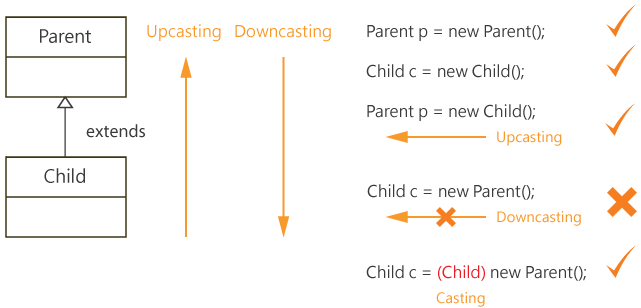 Parent
extends
Child
Upcasting
Downcasting
Parent p = new Parent();
Child c = new Child();
Parent p = new Child();
Upcasting
Child c = new Parent();
Downcasting
Child c = (Child) new Parent();
Casting